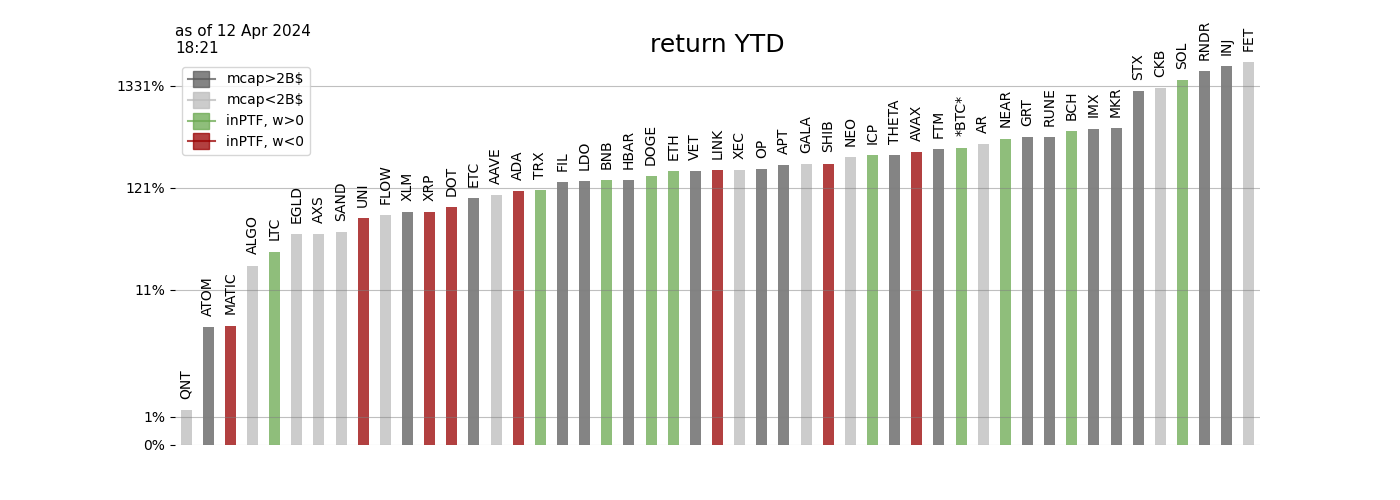 as of 12 Apr 2024
18:21
return YTD
mcap>2B$
mcap<2B$
inPTF, w>0
inPTF, w<0
1331%
121%
11%
1%
0%
QNT
ATOM
MATIC
ALGO
LTC
EGLD
AXS
SAND
UNI
FLOW
XLM
XRP
DOT
ETC
AAVE
ADA
TRX
FIL
LDO
BNB
HBAR
DOGE
ETH
VET
LINK
XEC
OP
APT
GALA
SHIB
NEO
ICP
THETA
AVAX
FTM
*BTC*
AR
NEAR
GRT
RUNE
BCH
IMX
MKR
STX
CKB
SOL
RNDR
INJ
FET